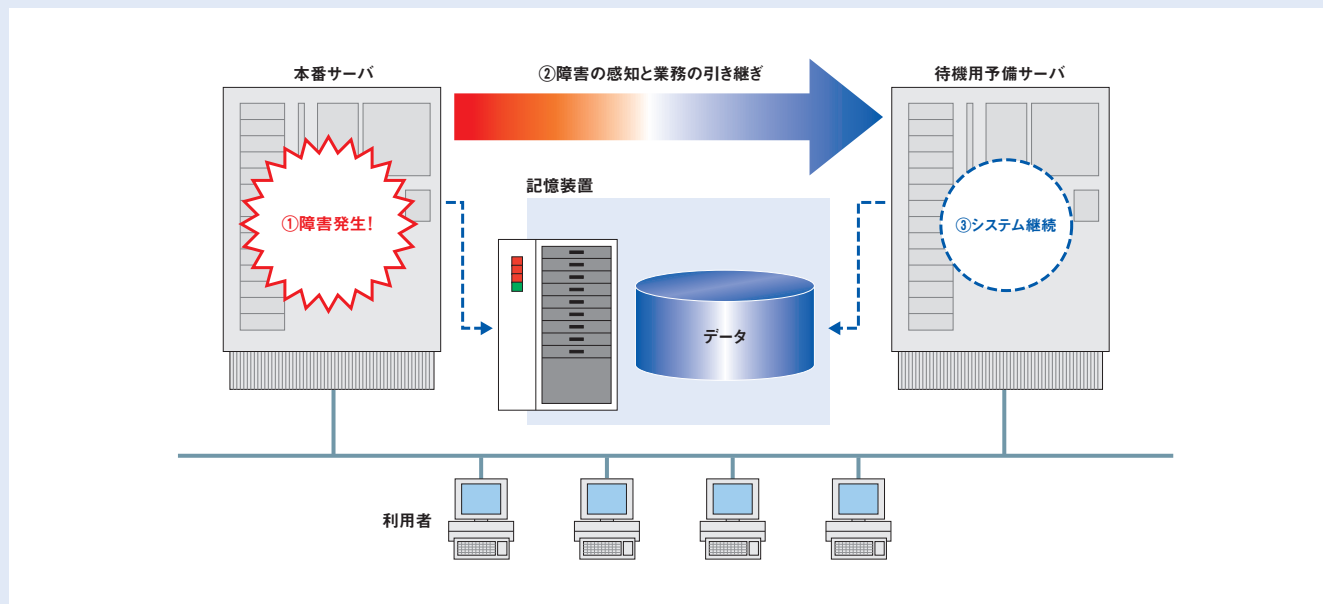 本番サーバ
②障害の感知と業務の引き継ぎ
待機用予備サーバ
①障害発生!
記憶装置
③システム継続
データ
利用者